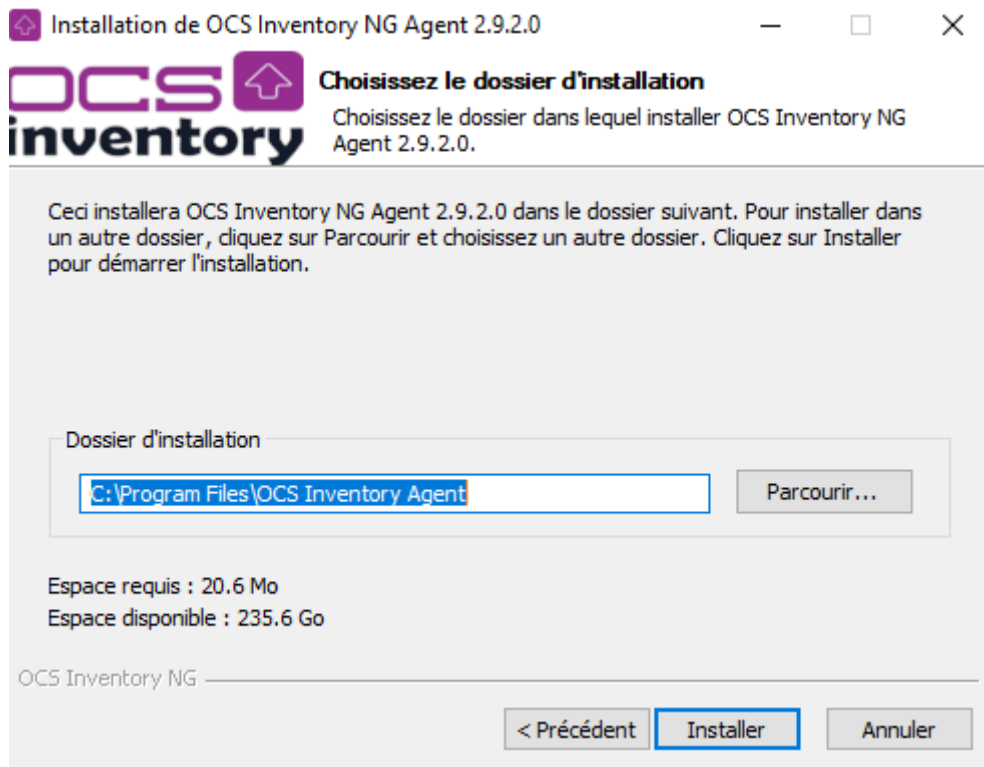 Installation de OCS Inventory NG Agent 2.9.2.0
OCS
inventory
Choisissez le dossier d'installation
Choisissez le dossier dans lequel installer OCS Inventory NG
Agent 2.9.2.0.
Ceci installera OCS Inventory NG Agent 2.9.2.0 dans le dossier suivant. Pour installer dans
un autre dossier, cliquez sur Parcourir et choisissez un autre dossier. Cliquez sur Installer
pour démarrer l'installation.
Dossier d'installation
C:\Program Files\OCS Inventory Agent
Parcourir...
Espace requis : 20.6 Mo
Espace disponible : 235.6 Go
OCS Inventory NG
< Précédent
Installer
Annuler